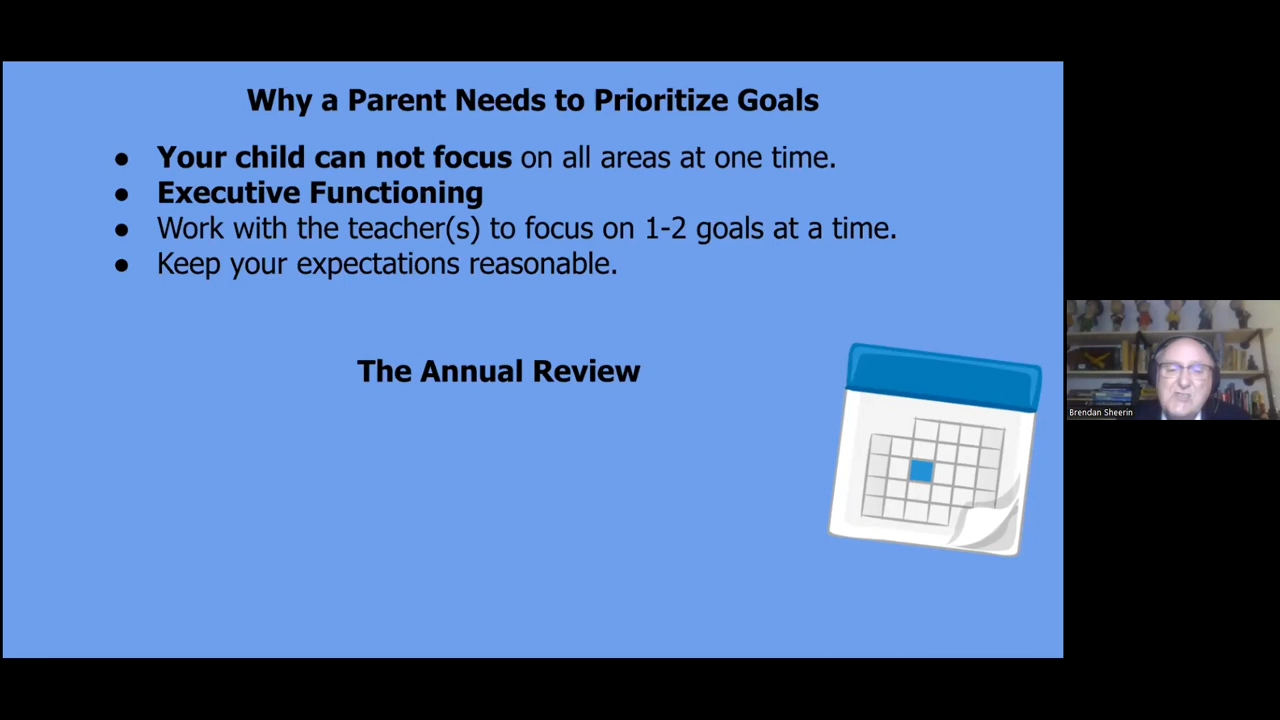 Why a Parent Needs to Prioritize Goals
● Your child can not focus on all areas at one time.
● Executive Functioning
● Work with the teacher(s) to focus on 1-2 goals at a time.
● Keep your expectations reasonable.
The Annual Review
Brendan Sheerin